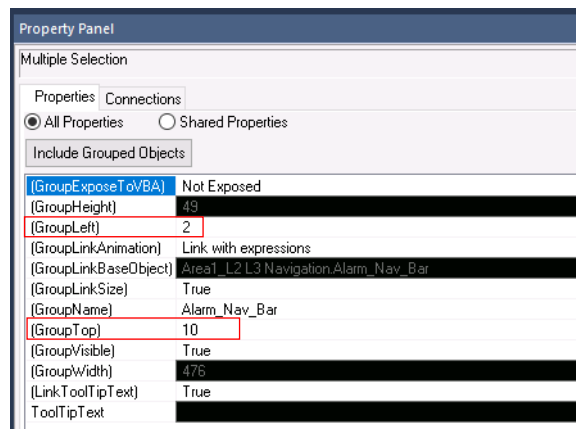 Property Panel
Multiple Selection
Properties Connections
All Properties Shared Properties
Include Grouped Objects
(GroupExposeToVBA) Not Exposed
(GroupHeight) 49
(GroupLeft) 2
(GroupLinkAnimation) Link with expressions
(GroupLinkBaseObject) Area1_L2 L3 Navigation.Alarm_Nav_Bar
(GroupLinkSize) True
(GroupName) Alarm_Nav_Bar
(GroupTop) 10
(GroupVisible) True
(GroupWidth) 476
(LinkToolTipText) True
ToolTipText